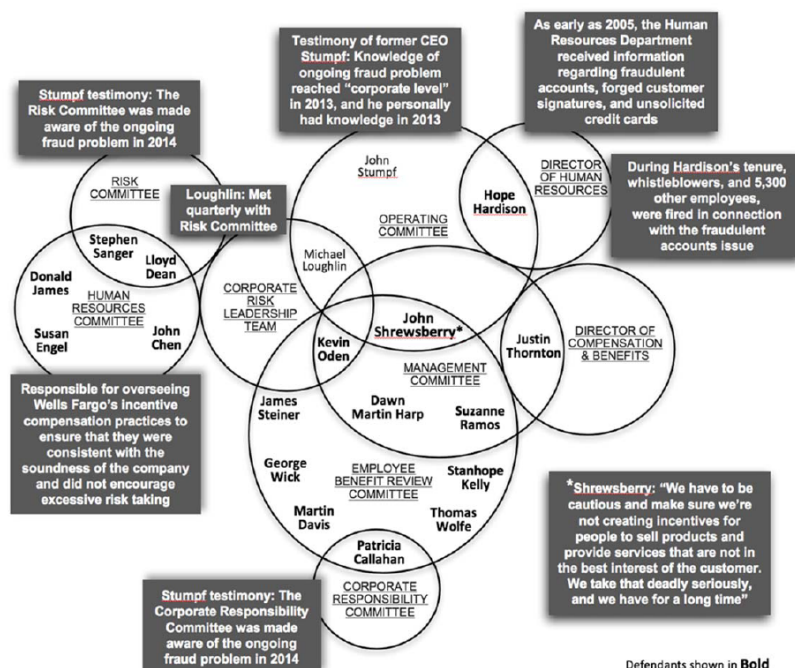 Testimony of former CEO
Stumpf: Knowledge of
ongoing fraud problem
reached “corporate level”
in 2013, and he personally
had knowledge in 2013
As early as 2005, the Human
Resources Department
received information
regarding fraudulent
accounts, forged customer
signatures, and unsolicited
credit cards
Stumpf testimony: The
Risk Committee was made
aware of the ongoing
fraud problem in 2014
During Hardison’s tenure,
whistleblowers, and 5,300
other employees,
were fired in connection
with the fraudulent
accounts issue
RISK
COMMITTEE
Loughlin: Met
quarterly with
Risk Committee
John
Stumpf
OPERATING
COMMITTEE
Hope
Hardison
DIRECTOR
OF HUMAN
RESOURCES
Stephen
Sanger
Lloyd
Dean
Donald
James
HUMAN
RESOURCES
COMMITTEE
Susan
Engel
John
Chen
Michael
Loughlin
CORPORATE
RISK
LEADERSHIP
TEAM
John
Shrewsberry*
Kevin
Oden
Justin
Thornton
DIRECTOR OF
COMPENSATION
& BENEFITS
MANAGEMENT
COMMITTEE
Dawn
Martin Harp
Suzanne
Ramos
Responsible for overseeing
Wells Fargo’s incentive
compensation practices to
ensure that they were
consistent with the
soundness of the company
and did not encourage
excessive risk taking
James
Steiner
George
Wick
EMPLOYEE
BENEFIT REVIEW
COMMITTEE
Stanhope
Kelly
Martin
Davis
Thomas
Wolfe
*Shrewsberry: “We have to be
cautious and make sure we’re
not creating incentives for
people to sell products and
provide services that are not in
the best interest of the customer.
We take that deadly seriously,
and we have for a long time”
Patricia
Callahan
CORPORATE
RESPONSIBILITY
COMMITTEE
Stumpf testimony: The
Corporate Responsibility
Committee was made
aware of the ongoing
fraud problem in 2014
Defendants shown in Bold